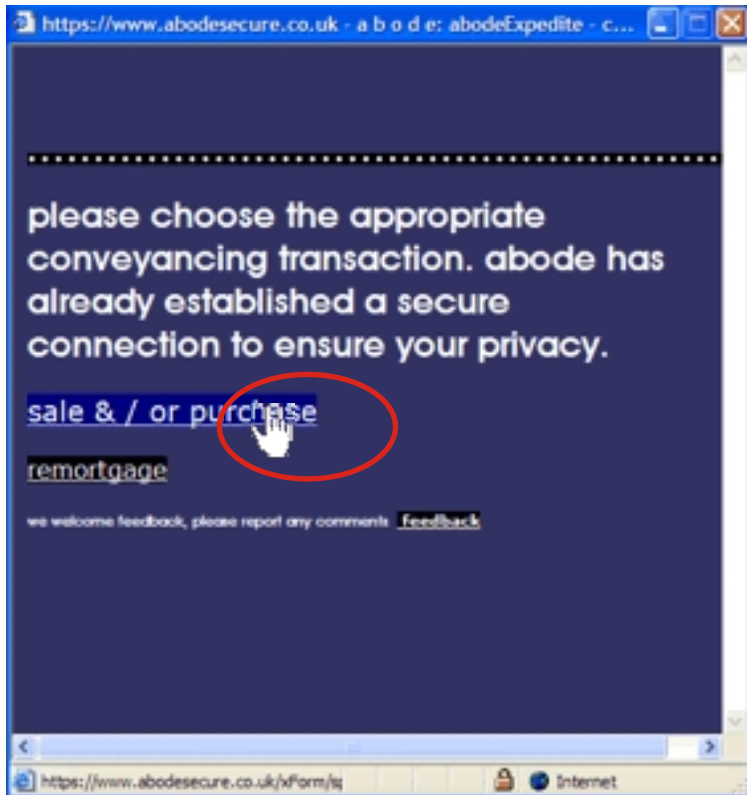 https://www.abodesecure.co.uk - a b o d e: abodeExpedite - c...
please choose the appropriate
conveyancing transaction. abode has
already established a secure
connection to ensure your privacy.
sale & / or purchase
remortgage
we welcome feedback, please report any comments feedback
https://www.abodesecure.co.uk/xForm/sp Internet